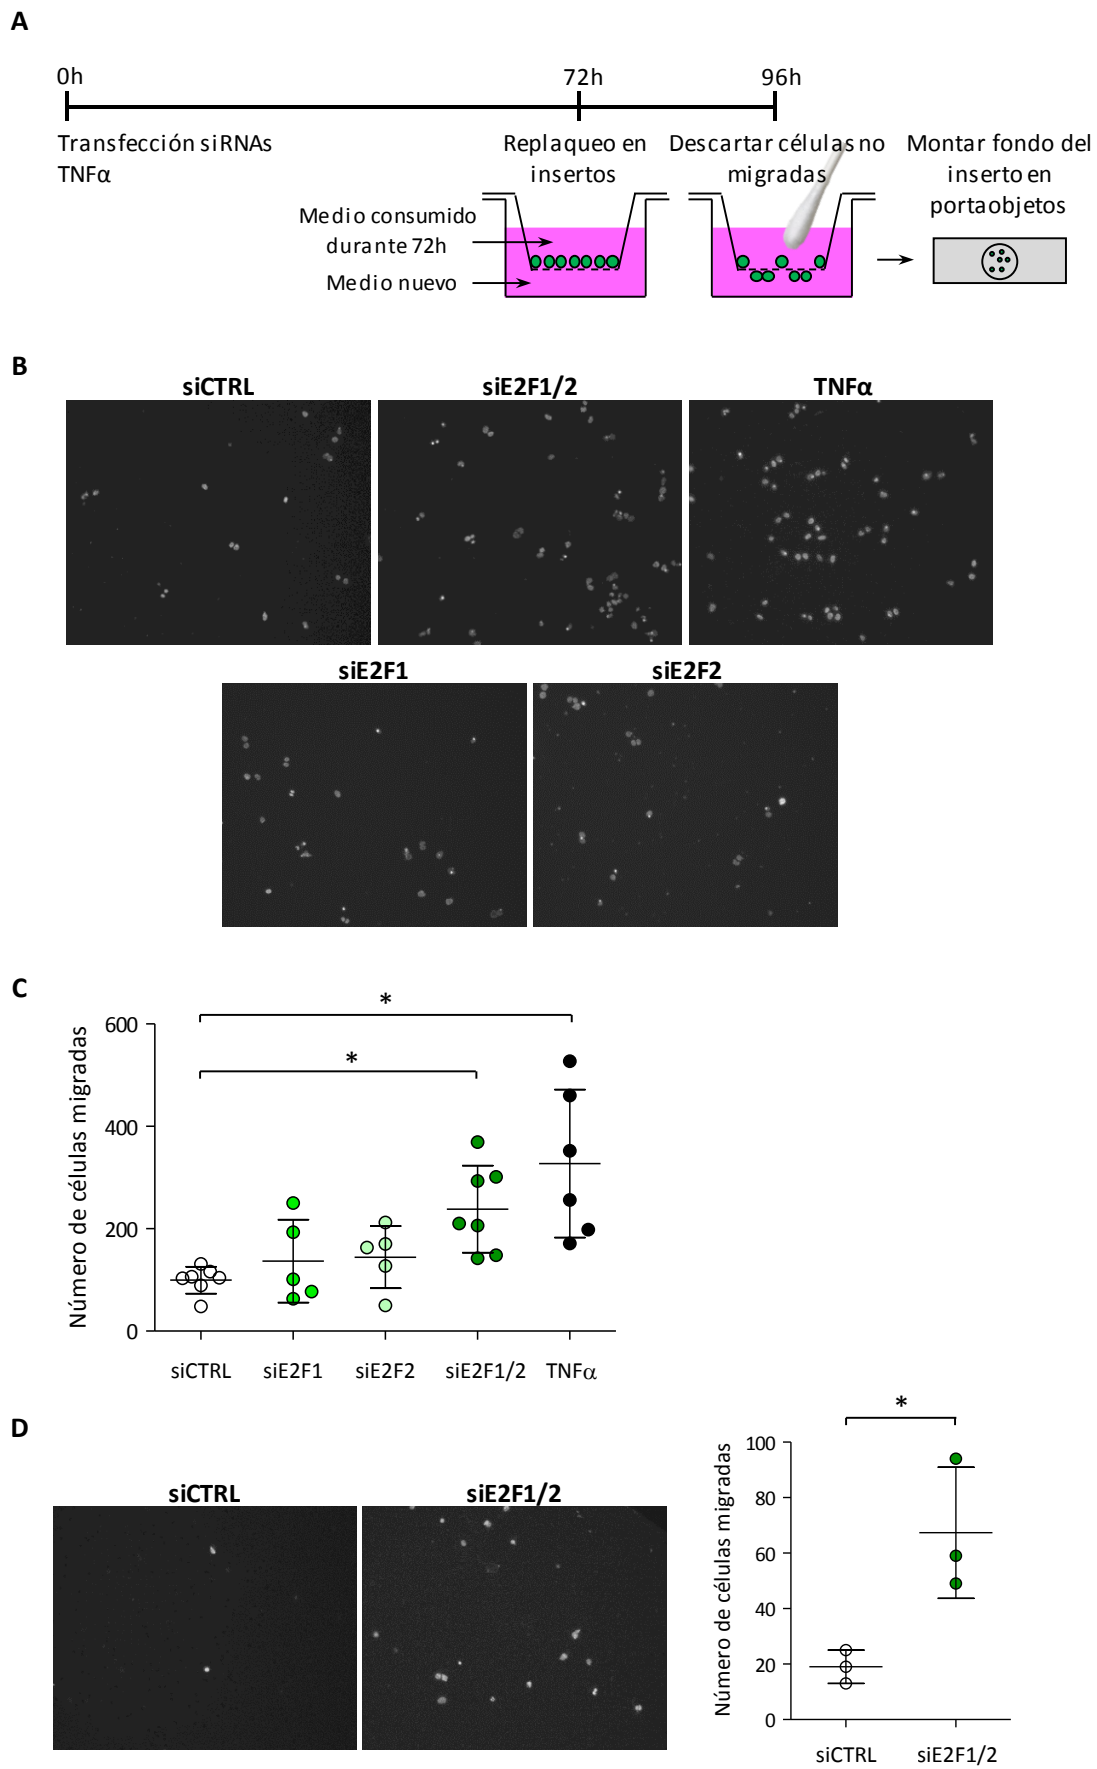 A
0h 72h 96h
Transfección siRNAs
TNFα
Replaqueo en
insertos
Descartar células no
migradas
Montar fondo del
inserto en
portaobjetos
Medio consumido
durante 72h
Medio nuevo
B
siCTRL siE2F1/2 TNFα
siE2F1 siE2F2
C
Número de células migradas
600
400
200
0
*
*
siCTRL siE2F1 siE2F2 siE2F1/2 TNFα
D
siCTRL siE2F1/2
Número de células migradas
100
80
60
40
20
0
*
siCTRL siE2F1/2